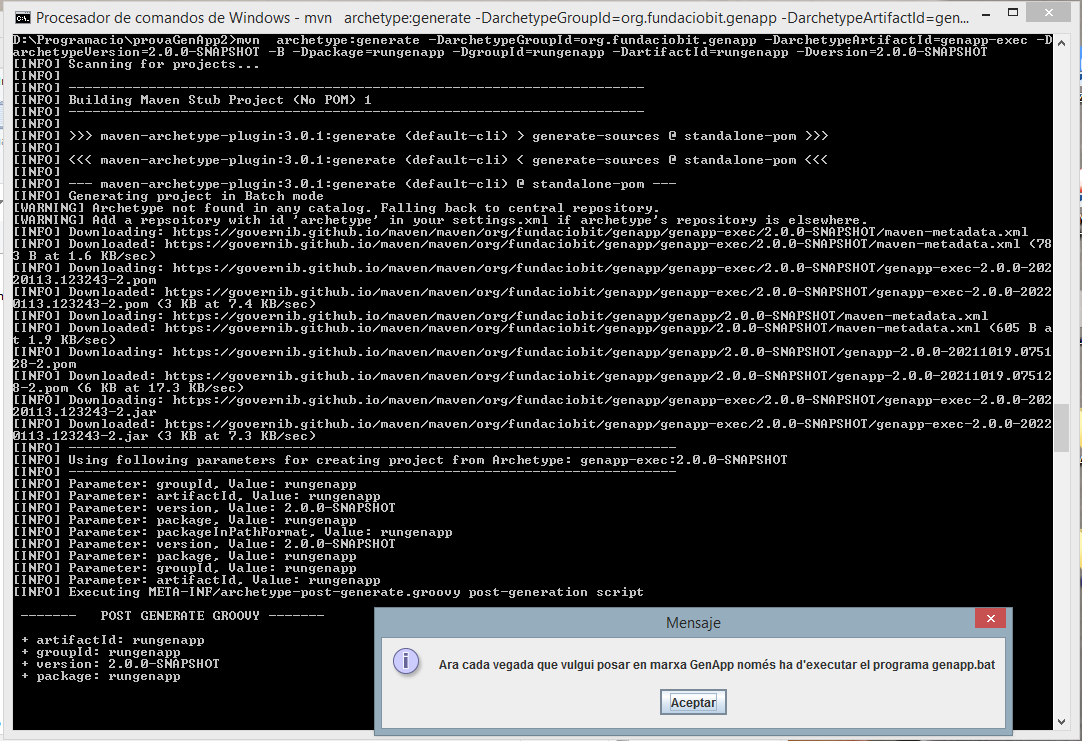 Procesador de comandos de Windows - mvn archetype:generate -DarchetypeGroupId=org.fundaciobit.genapp -DarchetypeArtifactId=gen...
D:\Programacio\provaGenApp2>mvn  archetype:generate -DarchetypeGroupId=org.fundaciobit.genapp -DarchetypeArtifactId=genapp-exec -D
archetypeVersion=2.0.0-SNAPSHOT -B -Dpackage=rungenapp -DgroupId=rungenapp -DartifactId=rungenapp -Dversion=2.0.0-SNAPSHOT
[INFO] Scanning for projects...
[INFO]
[INFO] ------------------------------------------------------------------------
[INFO] Building Maven Stub Project (No POM) 1
[INFO] ------------------------------------------------------------------------
[INFO]
[INFO] >>> maven-archetype-plugin:3.0.1:generate (default-cli) > generate-sources @ standalone-pom >>>
[INFO]
[INFO] <<< maven-archetype-plugin:3.0.1:generate (default-cli) < generate-sources @ standalone-pom <<<
[INFO]
[INFO] --- maven-archetype-plugin:3.0.1:generate (default-cli) @ standalone-pom ---
[INFO] Generating project in Batch mode
[WARNING] Archetype not found in any catalog. Falling back to central repository.
[WARNING] Add a repsoitory with id 'archetype' in your settings.xml if archetype's repository is elsewhere.
[INFO] Downloading: https://governib.github.io/maven/maven/org/fundaciobit/genapp/genapp-exec/2.0.0-SNAPSHOT/maven-metadata.xml
[INFO] Downloaded: https://governib.github.io/maven/maven/org/fundaciobit/genapp/genapp-exec/2.0.0-SNAPSHOT/maven-metadata.xml (78
3 B at 1.6 KB/sec)
[INFO] Downloading: https://governib.github.io/maven/maven/org/fundaciobit/genapp/genapp-exec/2.0.0-SNAPSHOT/genapp-exec-2.0.0-202
20113.123243-2.pom
[INFO] Downloaded: https://governib.github.io/maven/maven/org/fundaciobit/genapp/genapp-exec/2.0.0-SNAPSHOT/genapp-exec-2.0.0-2022
0113.123243-2.pom (3 KB at 7.4 KB/sec)
[INFO] Downloading: https://governib.github.io/maven/maven/org/fundaciobit/genapp/genapp/2.0.0-SNAPSHOT/maven-metadata.xml
[INFO] Downloaded: https://governib.github.io/maven/maven/org/fundaciobit/genapp/genapp/2.0.0-SNAPSHOT/maven-metadata.xml (605 B a
t 1.9 KB/sec)
[INFO] Downloading: https://governib.github.io/maven/maven/org/fundaciobit/genapp/genapp/2.0.0-SNAPSHOT/genapp-2.0.0-20211019.0751
28-2.pom
[INFO] Downloaded: https://governib.github.io/maven/maven/org/fundaciobit/genapp/genapp/2.0.0-SNAPSHOT/genapp-2.0.0-20211019.07512
8-2.pom (6 KB at 17.3 KB/sec)
[INFO] Downloading: https://governib.github.io/maven/maven/org/fundaciobit/genapp/genapp-exec/2.0.0-SNAPSHOT/genapp-exec-2.0.0-202
20113.123243-2.jar
[INFO] Downloaded: https://governib.github.io/maven/maven/org/fundaciobit/genapp/genapp-exec/2.0.0-SNAPSHOT/genapp-exec-2.0.0-2022
0113.123243-2.jar (3 KB at 7.3 KB/sec)
[INFO] ----------------------------------------------------------------------------
[INFO] Using following parameters for creating project from Archetype: genapp-exec:2.0.0-SNAPSHOT
[INFO] ----------------------------------------------------------------------------
[INFO] Parameter: groupId, Value: rungenapp
[INFO] Parameter: artifactId, Value: rungenapp
[INFO] Parameter: version, Value: 2.0.0-SNAPSHOT
[INFO] Parameter: package, Value: rungenapp
[INFO] Parameter: packageInPathFormat, Value: rungenapp
[INFO] Parameter: version, Value: 2.0.0-SNAPSHOT
[INFO] Parameter: package, Value: rungenapp
[INFO] Parameter: groupId, Value: rungenapp
[INFO] Parameter: artifactId, Value: rungenapp
[INFO] Executing META-INF/archetype-post-generate.groovy post-generation script
-------   POST GENERATE GROOVY -------
+ artifactId: rungenapp
+ groupId: rungenapp
+ version: 2.0.0-SNAPSHOT
+ package: rungenapp
Mensaje
Ara cada vegada que vulgui posar en marxa GenApp només ha d'executar el programa genapp.bat
Aceptar